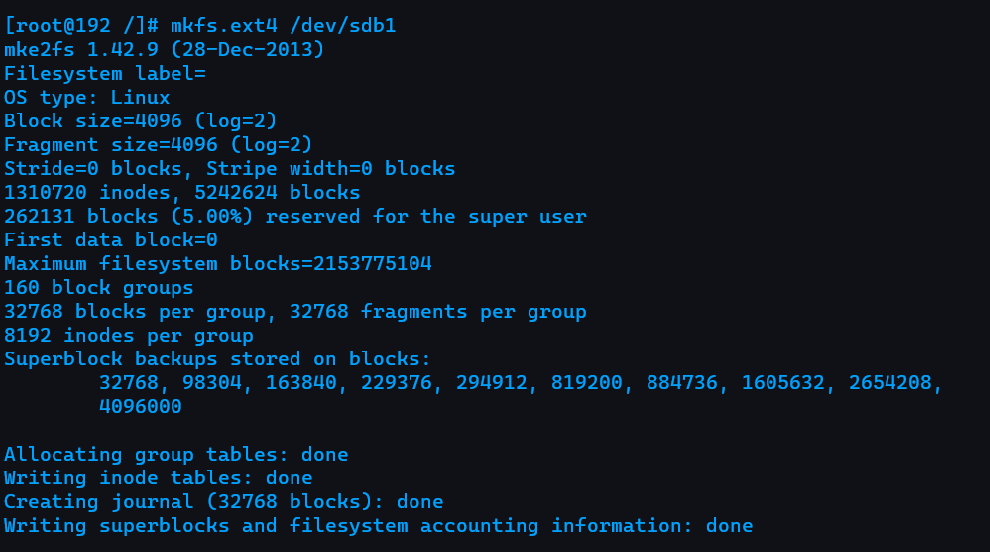 [root@192 /]# mkfs.ext4 /dev/sdb1
mke2fs 1.42.9 (28-Dec-2013)
Filesystem label=
OS type: Linux
Block size=4096 (log=2)
Fragment size=4096 (log=2)
Stride=0 blocks, Stripe width=0 blocks
1310720 inodes, 5242624 blocks
262131 blocks (5.00%) reserved for the super user
First data block=0
Maximum filesystem blocks=2153775104
160 block groups
32768 blocks per group, 32768 fragments per group
8192 inodes per group
Superblock backups stored on blocks:
32768, 98304, 163840, 229376, 294912, 819200, 884736, 1605632, 2654208,
4096000
Allocating group tables: done
Writing inode tables: done
Creating journal (32768 blocks): done
Writing superblocks and filesystem accounting information: done